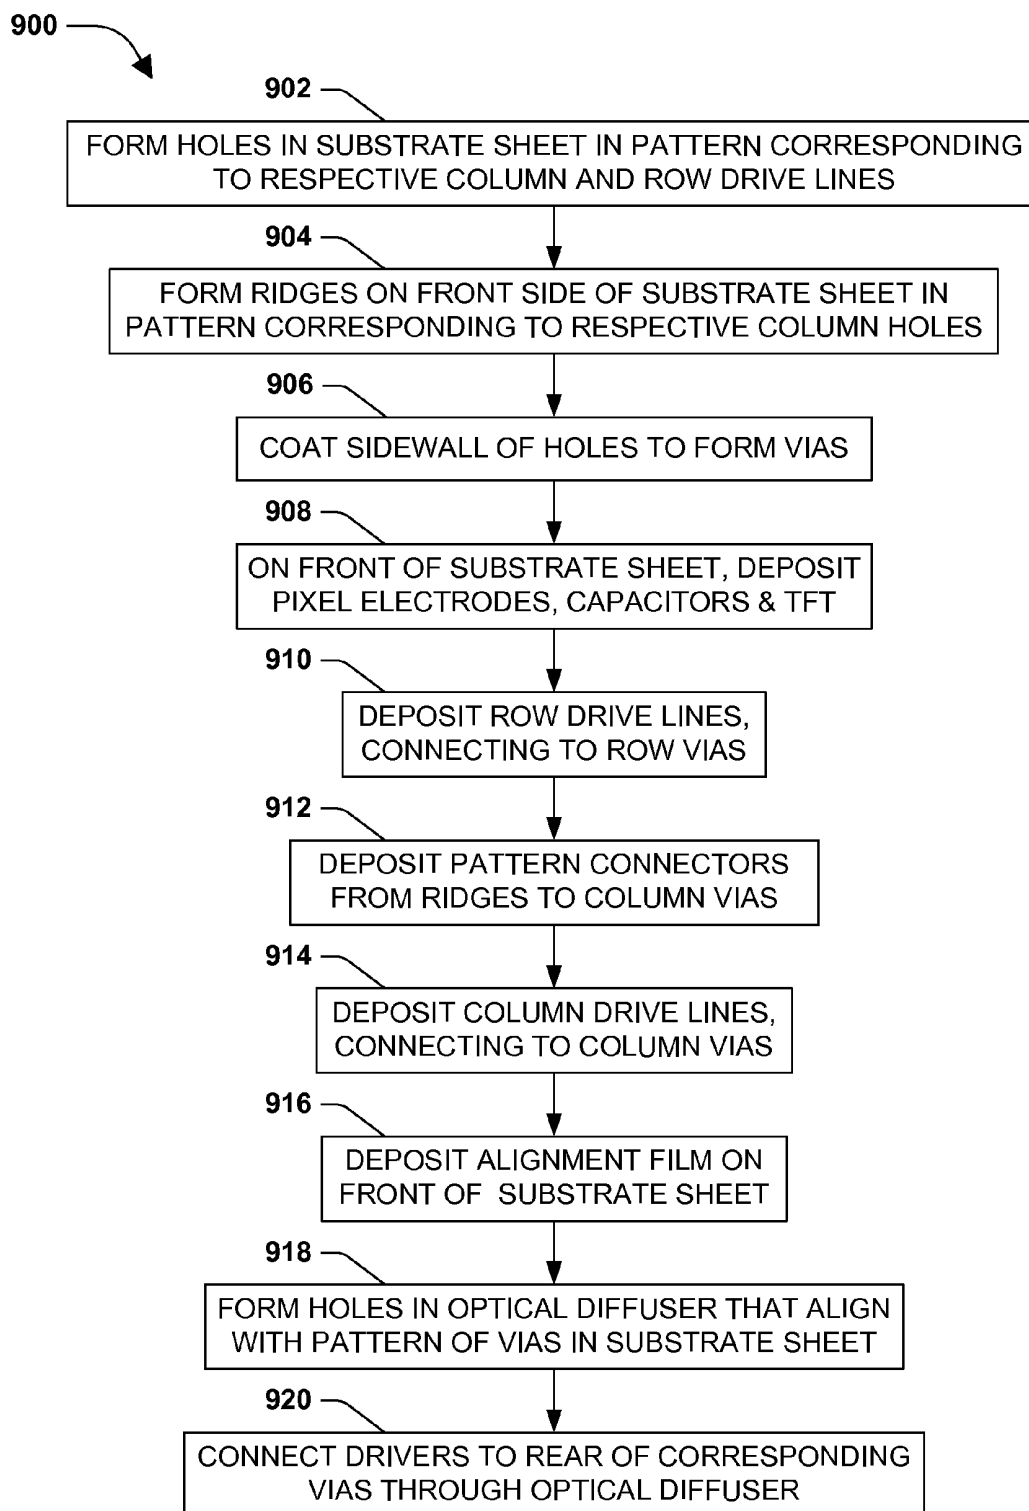 900
902
FORM HOLES IN SUBSTRATE SHEET IN PATTERN CORRESPONDING
TO RESPECTIVE COLUMN AND ROW DRIVE LINES
904
FORM RIDGES ON FRONT SIDE OF SUBSTRATE SHEET IN
PATTERN CORRESPONDING TO RESPECTIVE COLUMN HOLES
906
COAT SIDEWALL OF HOLES TO FORM VIAS
908
ON FRONT OF SUBSTRATE SHEET, DEPOSIT
PIXEL ELECTRODES, CAPACITORS & TFT
910
DEPOSIT ROW DRIVE LINES,
CONNECTING TO ROW VIAS
912
DEPOSIT PATTERN CONNECTORS
FROM RIDGES TO COLUMN VIAS
914
DEPOSIT COLUMN DRIVE LINES,
CONNECTING TO COLUMN VIAS
916
DEPOSIT ALIGNMENT FILM ON
FRONT OF SUBSTRATE SHEET
918
FORM HOLES IN OPTICAL DIFFUSER THAT ALIGN
WITH PATTERN OF VIAS IN SUBSTRATE SHEET
920
CONNECT DRIVERS TO REAR OF CORRESPONDING
VIAS THROUGH OPTICAL DIFFUSER